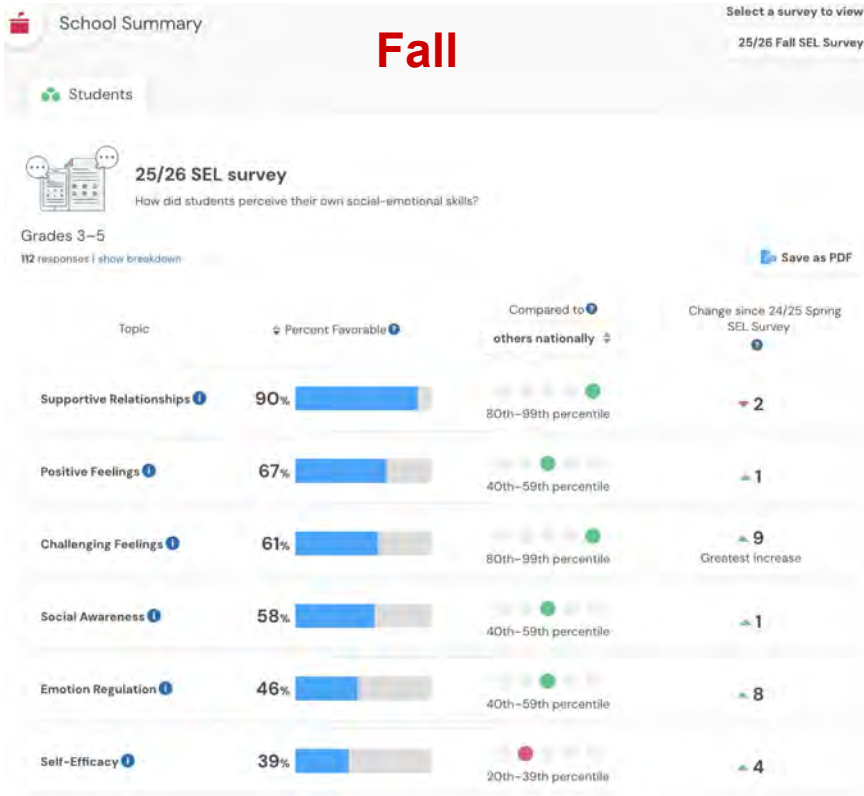 School Summary
Fall
Select a survey to view
25/26 Fall SEL Survey
Students
25/26 SEL survey
How did students perceive their own social-emotional skills?
Grades 3–5
112 responses | show breakdown
Save as PDF
Topic
Percent Favorable
Compared to
others nationally
Change since 24/25 Spring
SEL Survey
Supportive Relationships
90%
80th–99th percentile
2
Positive Feelings
67%
40th–59th percentile
1
Challenging Feelings
61%
80th–99th percentile
9
Greatest increase
Social Awareness
58%
40th–59th percentile
1
Emotion Regulation
46%
40th–59th percentile
8
Self-Efficacy
39%
20th–39th percentile
4